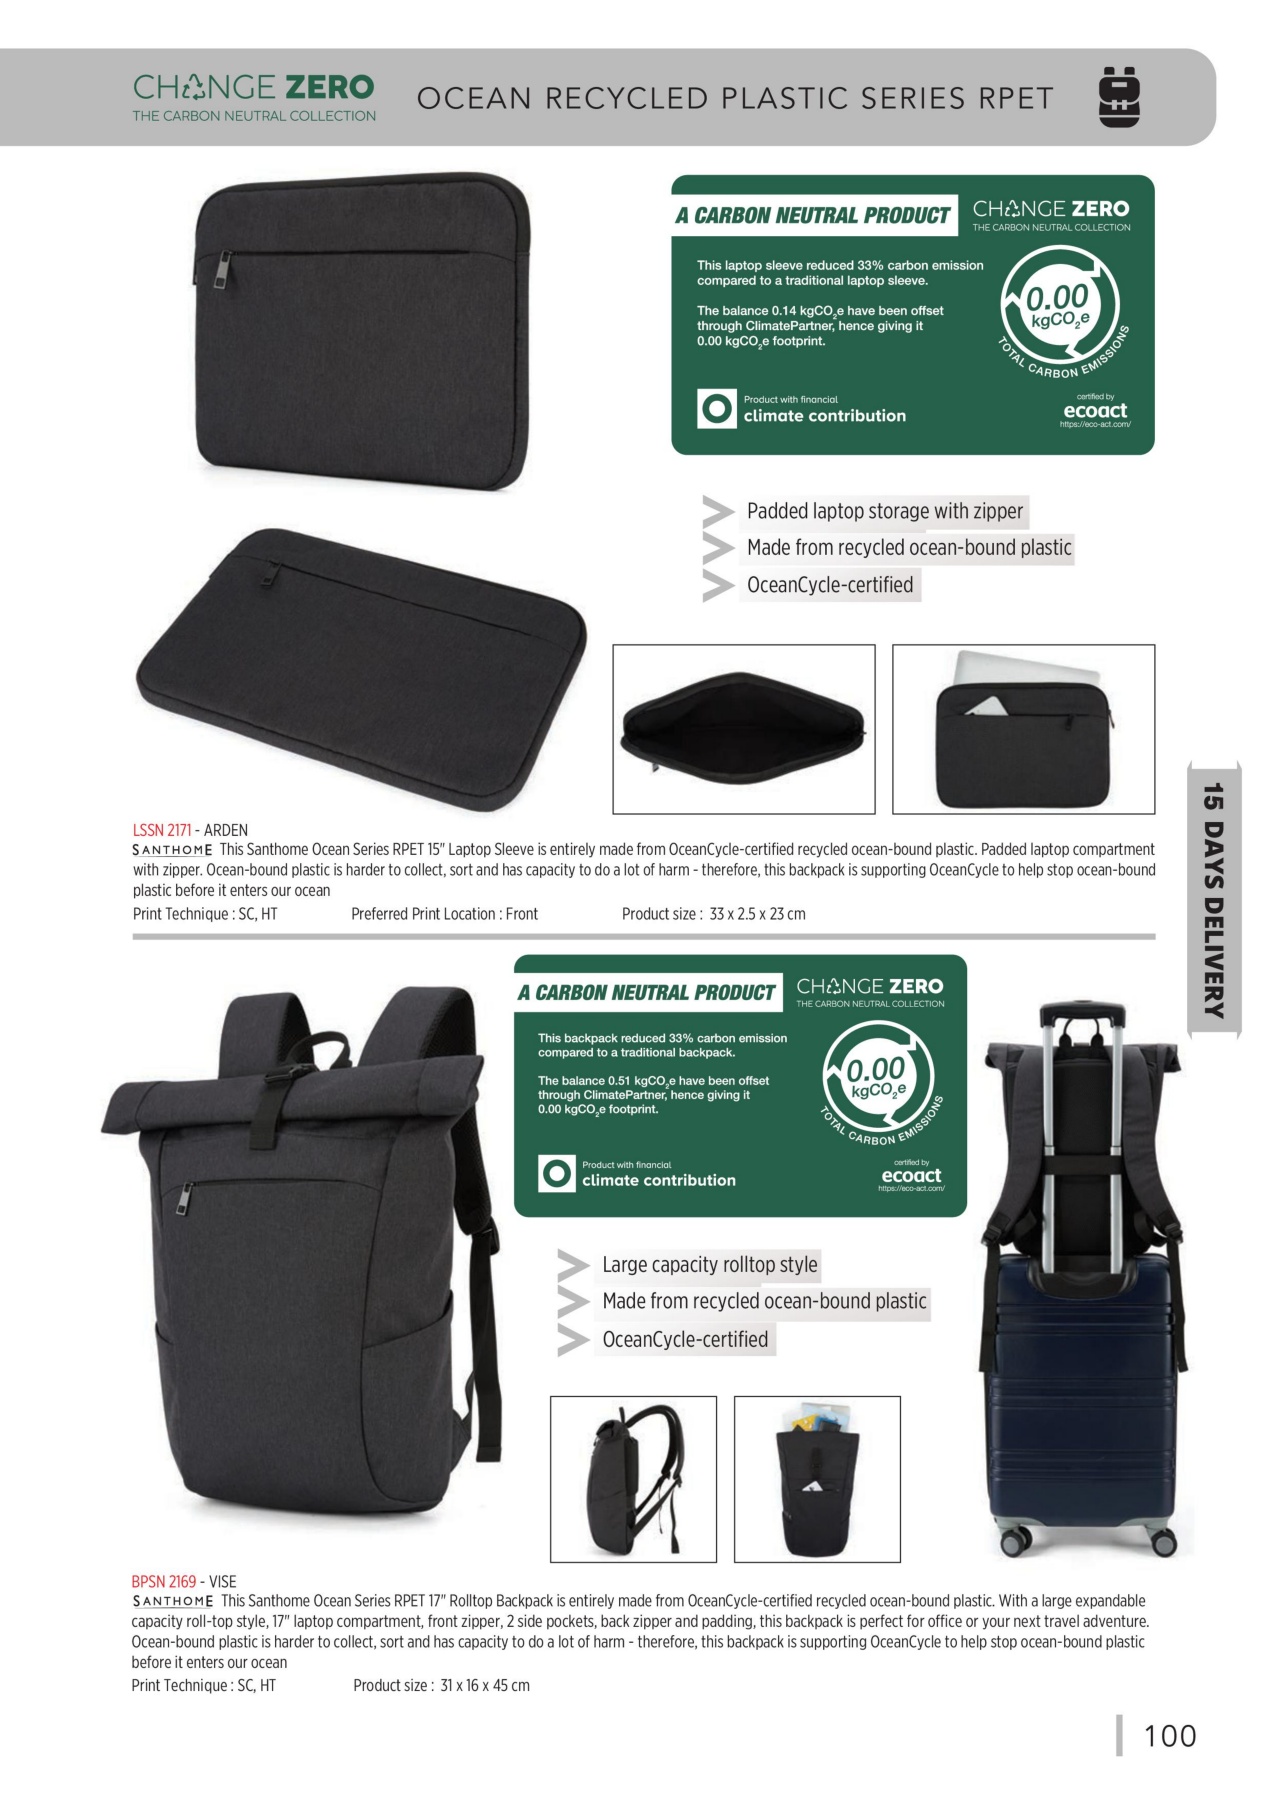 CHANGE ZERO
THE CARBON NEUTRAL COLLECTION
OCEAN RECYCLED PLASTIC SERIES RPET
A CARBON NEUTRAL PRODUCT
CHANGE ZERO
THE CARBON NEUTRAL COLLECTION
This laptop sleeve reduced 33% carbon emission
compared to a traditional laptop sleeve.
The balance 0.14 kgCO2e have been offset
through ClimatePartner, hence giving it
0.00 kgCO2e footprint.
0.00
kgCO2e
TOTAL CARBON EMISSIONS
Product with financial
climate contribution
certified by
ecoact
https://eco-act.com/
Padded laptop storage with zipper
Made from recycled ocean-bound plastic
OceanCycle-certified
15 DAYS DELIVERY
LSSN 2171 - ARDEN
SANTHOME This Santhome Ocean Series RPET 15" Laptop Sleeve is entirely made from OceanCycle-certified recycled ocean-bound plastic. Padded laptop compartment
with zipper. Ocean-bound plastic is harder to collect, sort and has capacity to do a lot of harm - therefore, this backpack is supporting OceanCycle to help stop ocean-bound
plastic before it enters our ocean
Print Technique : SC, HT Preferred Print Location : Front Product size : 33 x 2.5 x 23 cm
A CARBON NEUTRAL PRODUCT
CHANGE ZERO
THE CARBON NEUTRAL COLLECTION
This backpack reduced 33% carbon emission
compared to a traditional backpack.
The balance 0.51 kgCO2e have been offset
through ClimatePartner, hence giving it
0.00 kgCO2e footprint.
0.00
kgCO2e
TOTAL CARBON EMISSIONS
Product with financial
climate contribution
certified by
ecoact
https://eco-act.com/
Large capacity rolltop style
Made from recycled ocean-bound plastic
OceanCycle-certified
BPSN 2169 - VISE
SANTHOME This Santhome Ocean Series RPET 17" Rolltop Backpack is entirely made from OceanCycle-certified recycled ocean-bound plastic. With a large expandable
capacity roll-top style, 17" laptop compartment, front zipper, 2 side pockets, back zipper and padding, this backpack is perfect for office or your next travel adventure.
Ocean-bound plastic is harder to collect, sort and has capacity to do a lot of harm - therefore, this backpack is supporting OceanCycle to help stop ocean-bound plastic
before it enters our ocean
Print Technique : SC, HT Product size : 31 x 16 x 45 cm
100